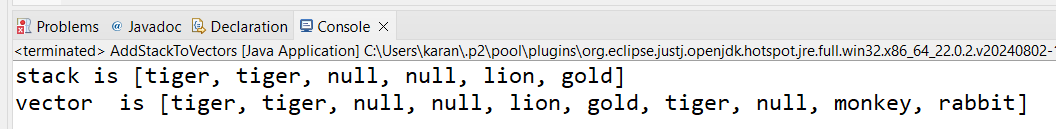 Problems @ Javadoc Declaration Console ×
<terminated> AddStackToVectors [Java Application] C:\Users\karan\.p2\pool\plugins\org.eclipse.justj.openjdk.hotspot.jre.full.win32.x86_64_22.0.2.v20240802-
stack is [tiger, tiger, null, null, lion, gold]
vector  is [tiger, tiger, null, null, lion, gold, tiger, null, monkey, rabbit]